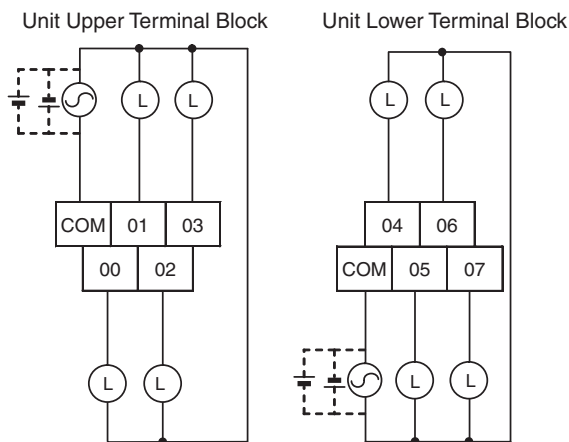 Unit Upper Terminal Block
L L
COM 01 03
00 02
L L
Unit Lower Terminal Block
L L
04 06
COM 05 07
L L